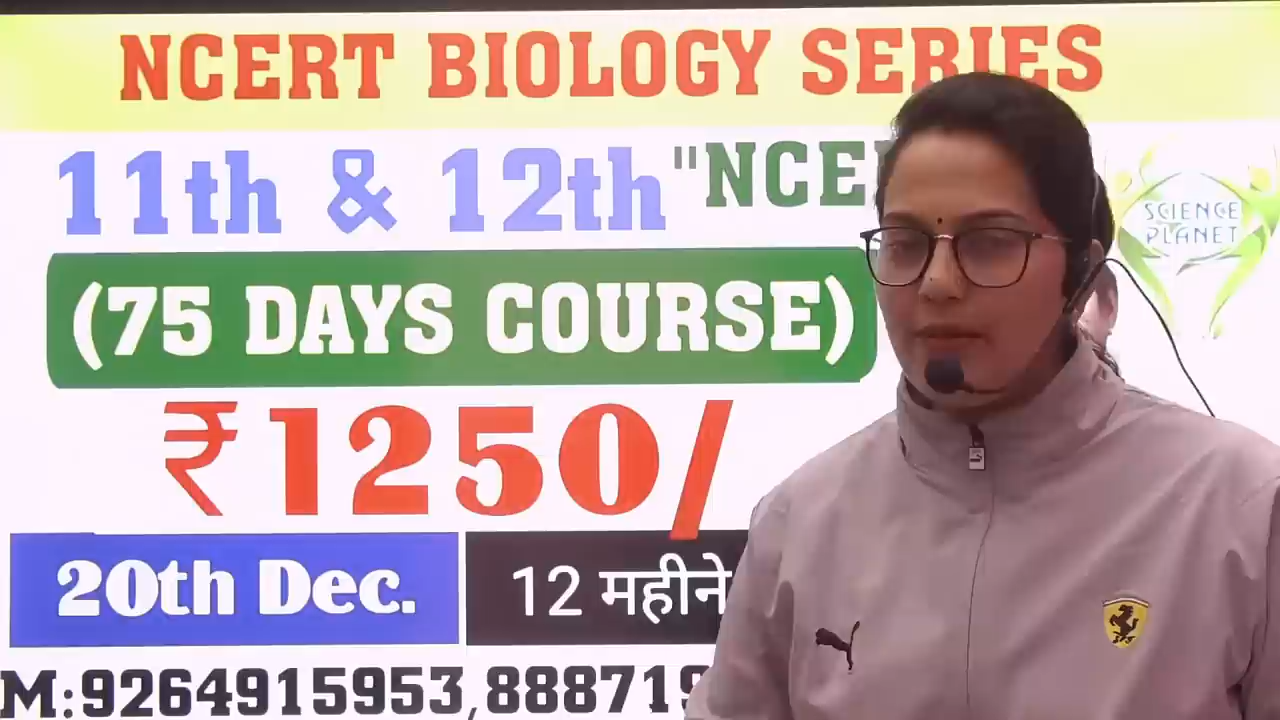 NCERT BIOLOGY SERIES
11th & 12th "NCE
SCIENCE
PLANET
(75 DAYS COURSE)
₹1250/
20th Dec.
12 महीने
M:9264915953,888719